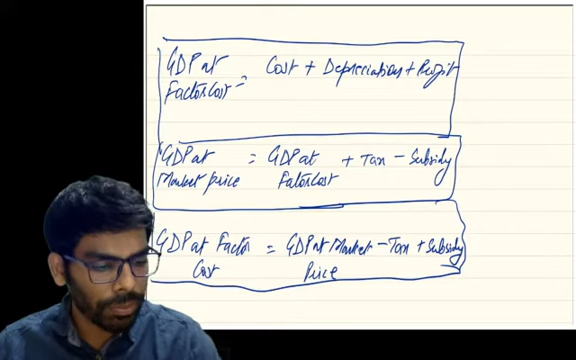 GDP at Cost + Depreciation + Profit
Factor Cost =
GDP at = GDP at + Tax - Subsidy
Market price Fator Cost
GDP at Factor = GDP at Market - Tax + Subsidy
Cost Price